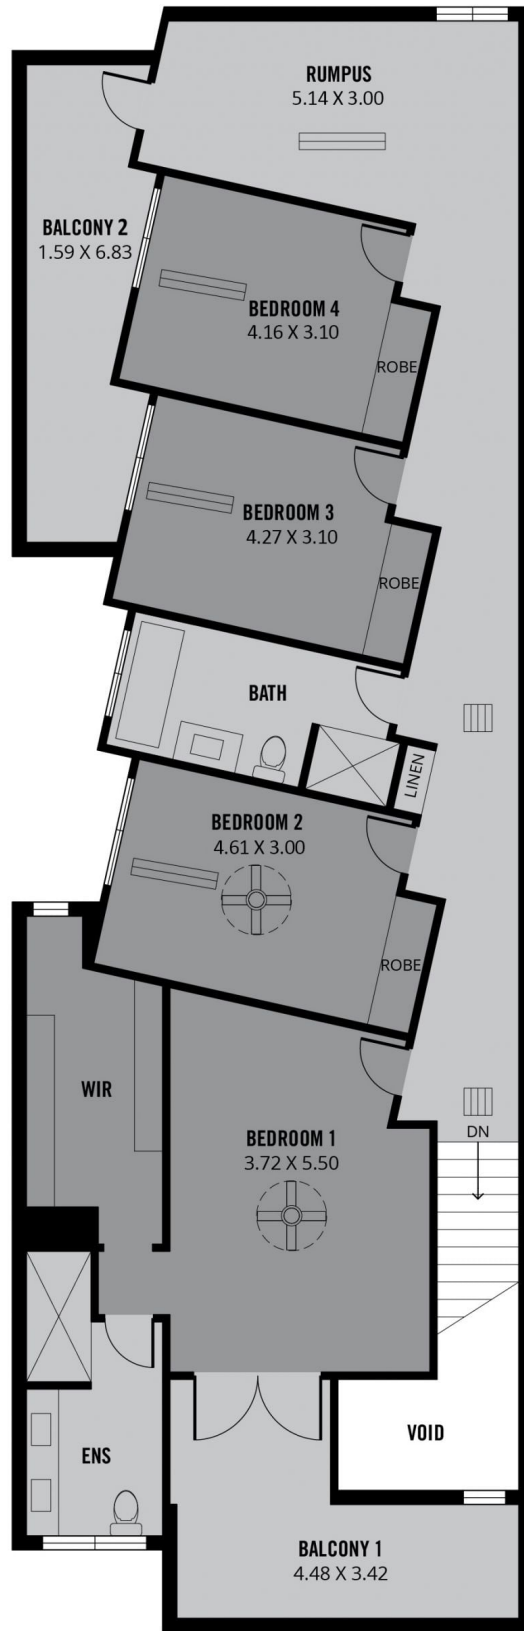 RUMPUS
5.14 X 3.00
BALCONY 2
1.59 X 6.83
BEDROOM 4
4.16 X 3.10
ROBE
BEDROOM 3
4.27 X 3.10
ROBE
BATH
LINEN
BEDROOM 2
4.61 X 3.00
ROBE
WIR
BEDROOM 1
3.72 X 5.50
DN
VOID
ENS
BALCONY 1
4.48 X 3.42